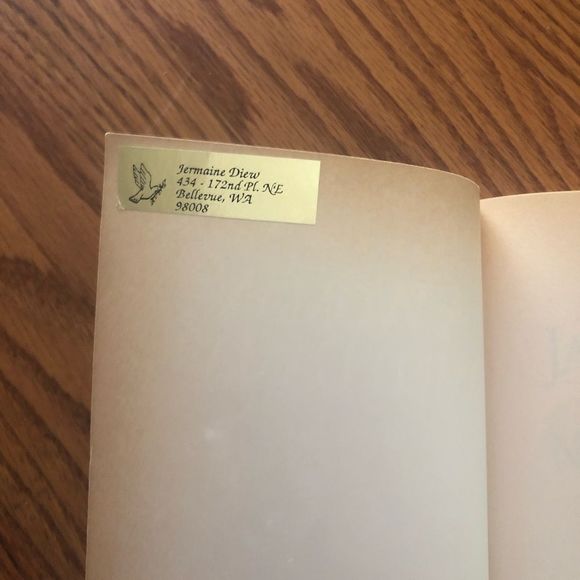 Jermaine Diew
434 - 172nd Pl. NE
Bellevue, WA
98008